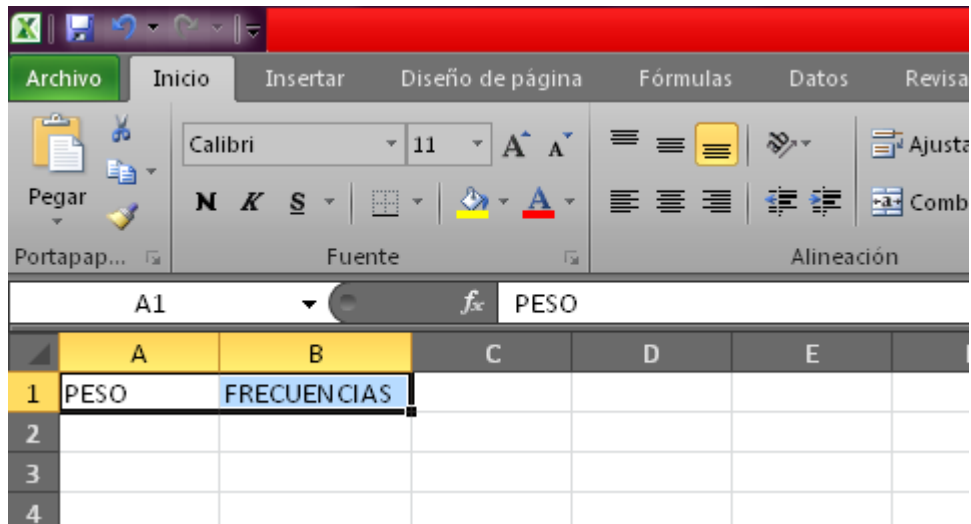 Archivo Inicio Insertar Diseño de página Fórmulas Datos Revisa
Calibri 11 A A Ajusta
Pegar N K S A Comb
Portapap... Fuente Alineación
A1 fx PESO
A B C D E
1 PESO FRECUENCIAS
2
3
4